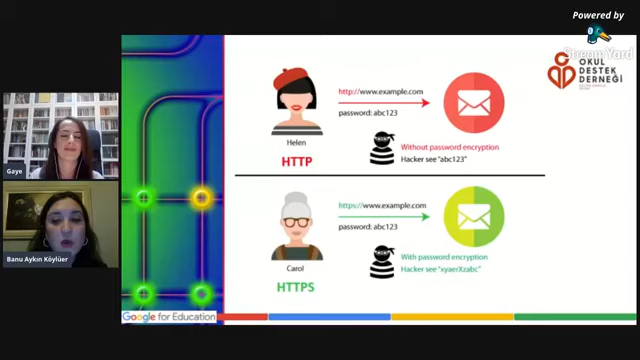 Powered by
StreamYard
OKUL
DESTEK
DERNEĞİ
http://www.example.com
password: abc123
Helen
HTTP
Without password encryption
Hacker see "abc123"
Gaye
https://www.example.com
password: abc123
Carol
HTTPS
With password encryption
Hacker see "xyaerXzabc"
Banu Aykın Köylüer
Google for Education